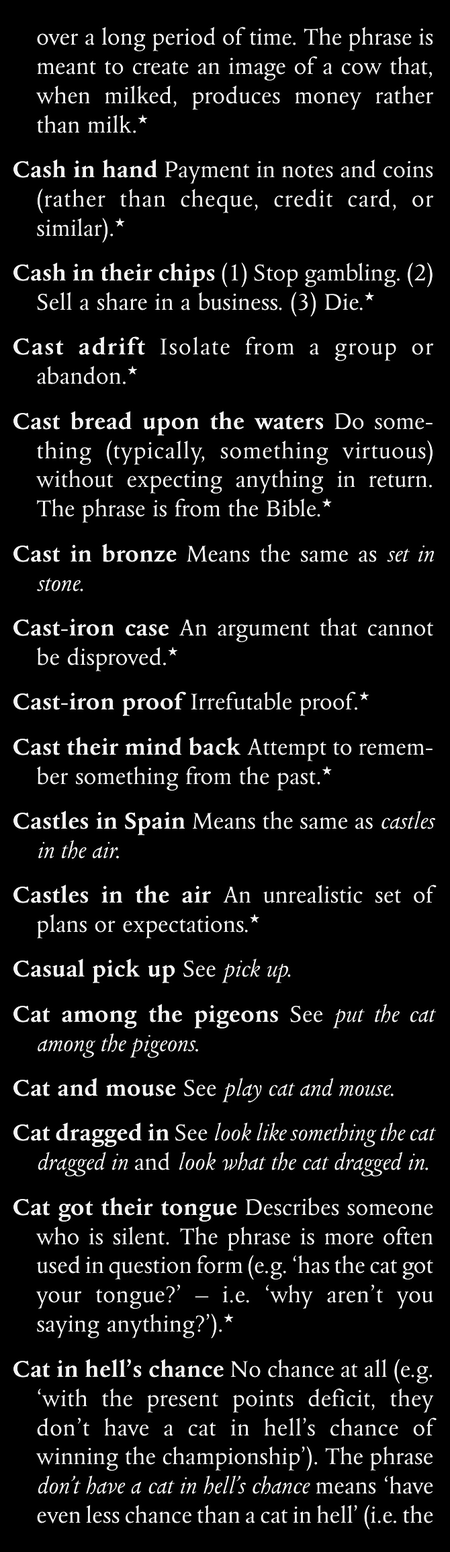 over a long period of time. The phrase is
meant to create an image of a cow that,
when milked, produces money rather
than milk.★
Cash in hand Payment in notes and coins
(rather than cheque, credit card, or
similar).★
Cash in their chips (1) Stop gambling. (2)
Sell a share in a business. (3) Die.★
Cast adrift Isolate from a group or
abandon.★
Cast bread upon the waters Do some-
thing (typically, something virtuous)
without expecting anything in return.
The phrase is from the Bible.★
Cast in bronze Means the same as set in
stone.
Cast-iron case An argument that cannot
be disproved.★
Cast-iron proof Irrefutable proof.★
Cast their mind back Attempt to remem-
ber something from the past.★
Castles in Spain Means the same as castles
in the air.
Castles in the air An unrealistic set of
plans or expectations.★
Casual pick up See pick up.
Cat among the pigeons See put the cat
among the pigeons.
Cat and mouse See play cat and mouse.
Cat dragged in See look like something the cat
dragged in and look what the cat dragged in.
Cat got their tongue Describes someone
who is silent. The phrase is more often
used in question form (e.g. ‘has the cat got
your tongue?’ – i.e. ‘why aren’t you
saying anything?’).★
Cat in hell’s chance No chance at all (e.g.
‘with the present points deficit, they
don’t have a cat in hell’s chance of
winning the championship’). The phrase
don’t have a cat in hell’s chance means ‘have
even less chance than a cat in hell’ (i.e. the